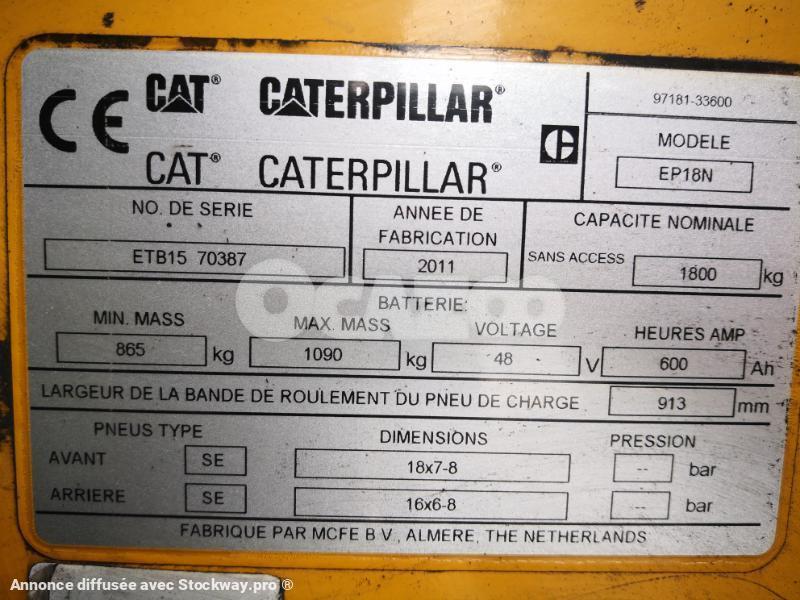 CE CAT® CATERPILLAR®
CAT® CATERPILLAR®
97181-33600
MODELE
EP18N
NO. DE SERIE
ETB15 70387
ANNEE DE
FABRICATION
2011
CAPACITE NOMINALE
SANS ACCESS 1800 kg
BATTERIE:
MIN. MASS MAX. MASS VOLTAGE HEURES AMP
865 kg 1090 kg 48 V 600 Ah
LARGEUR DE LA BANDE DE ROULEMENT DU PNEU DE CHARGE 913 mm
PNEUS TYPE DIMENSIONS PRESSION
AVANT SE 18x7-8 -- bar
ARRIERE SE 16x6-8 -- bar
FABRIQUE PAR MCFE B V., ALMERE, THE NETHERLANDS
OCAZOO
Annonce diffusée avec Stockway.pro ®